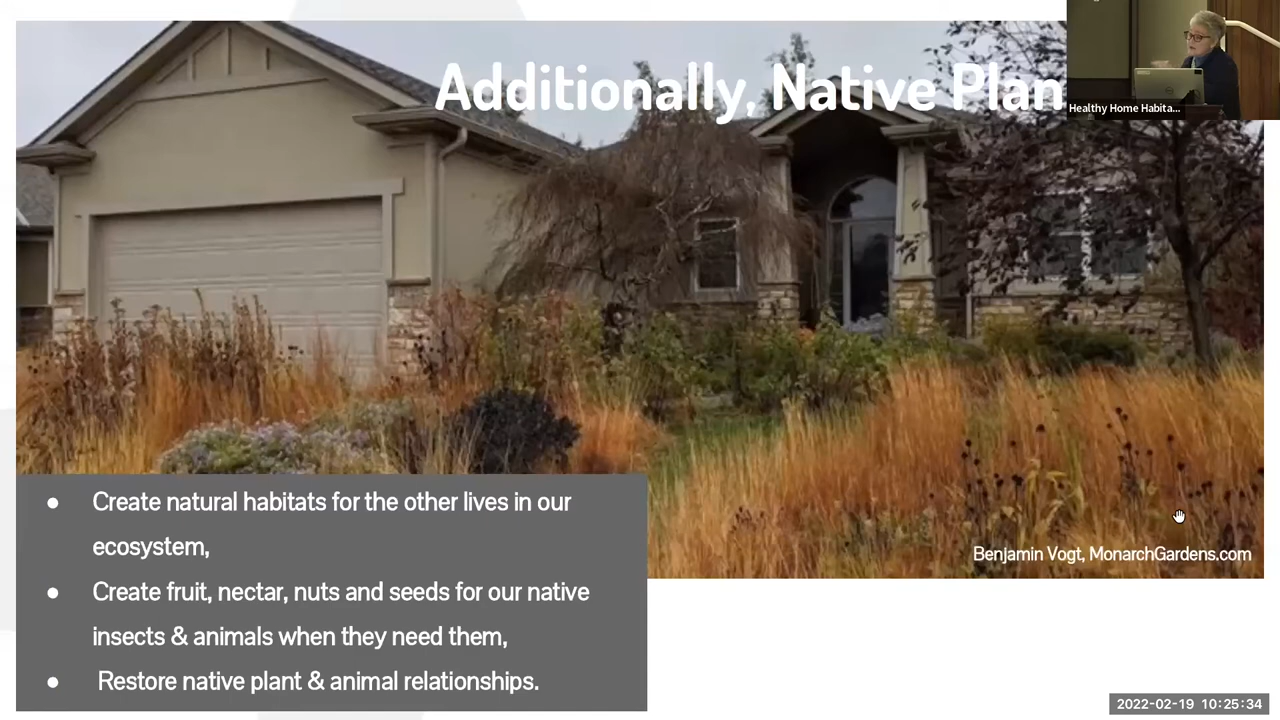 Additionally, Native Plan
Healthy Home Habita...
● Create natural habitats for the other lives in our
ecosystem,
● Create fruit, nectar, nuts and seeds for our native
insects & animals when they need them,
● Restore native plant & animal relationships.
Benjamin Vogt, MonarchGardens.com
2022-02-19 10:25:34